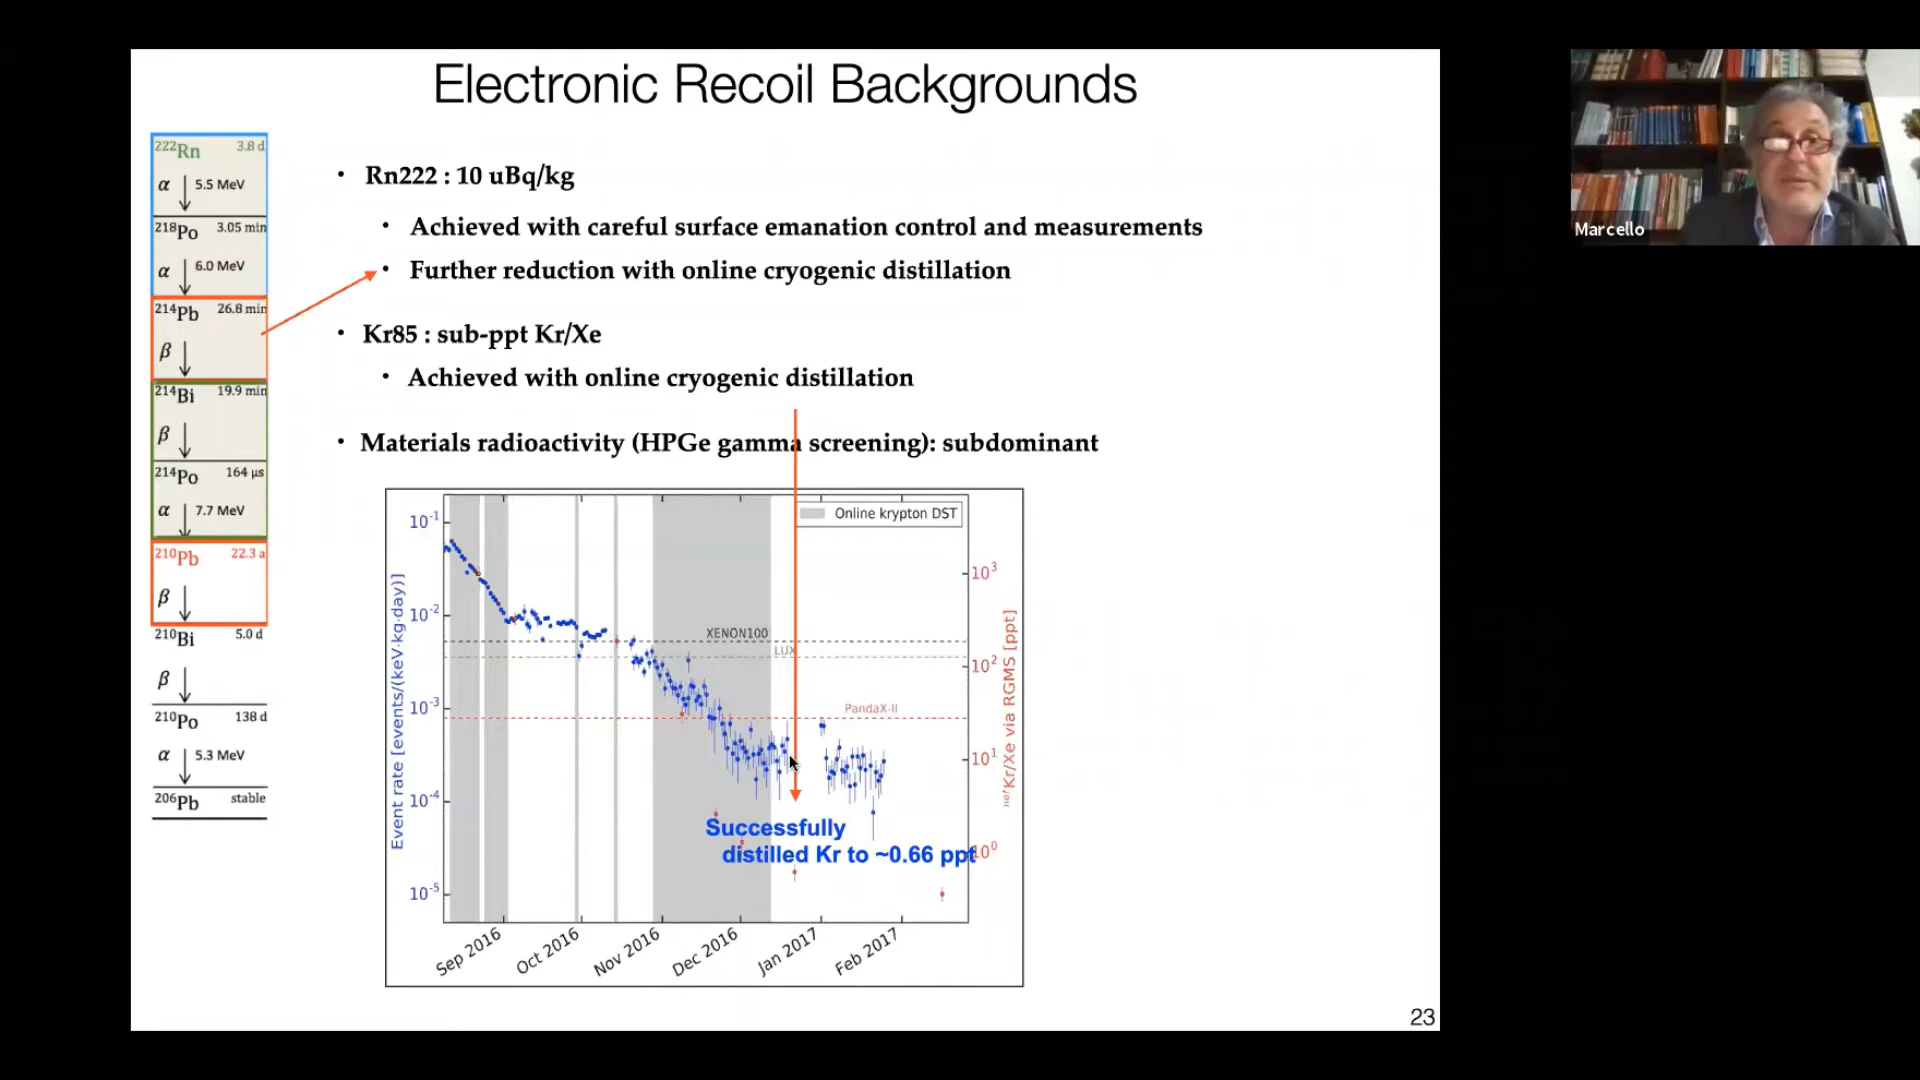 Electronic Recoil Backgrounds
Marcello
222Rn 3.8 d
α 5.5 MeV
218Po 3.05 min
α 6.0 MeV
214Pb 26.8 min
β
214Bi 19.9 min
β
214Po 164 μs
α 7.7 MeV
210Pb 22.3 a
β
210Bi 5.0 d
β
210Po 138 d
α 5.3 MeV
206Pb stable
· Rn222 : 10 uBq/kg
· Achieved with careful surface emanation control and measurements
· Further reduction with online cryogenic distillation
· Kr85 : sub-ppt Kr/Xe
· Achieved with online cryogenic distillation
· Materials radioactivity (HPGe gamma screening): subdominant
Online krypton DST
Event rate [events/(keV·kg·day)]
10-1
10-2
10-3
10-4
10-5
XENON100
LUX
PandaX-II
103
102
101
100
natKr/Xe via RGMS [ppt]
Successfully
distilled Kr to ~0.66 ppt
Sep 2016
Oct 2016
Nov 2016
Dec 2016
Jan 2017
Feb 2017
23